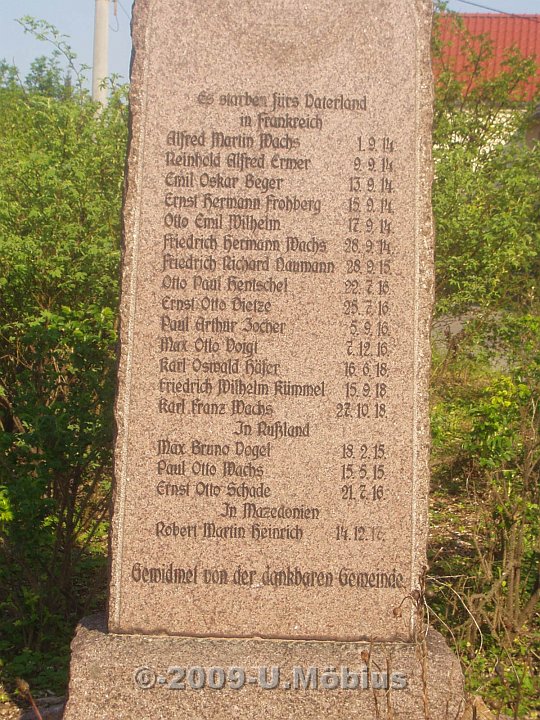 Es starben fürs Vaterland
in Frankreich
Alfred Martin Wachs 1. 9. 14.
Reinhold Alfred Ermer 9. 9. 14.
Emil Oskar Beger 13. 9. 14.
Ernst Hermann Frohberg 15. 9. 14.
Otto Emil Wilhelm 17. 9. 14.
Friedrich Hermann Wachs 28. 9. 14.
Friedrich Richard Naumann 28. 9. 15.
Otto Paul Hentschel 22. 7. 16.
Ernst Otto Dietze 25. 7. 16.
Paul Arthur Zocher 5. 9. 16.
Max Otto Voigt 7. 12. 16.
Karl Oswald Häfer 16. 6. 18.
Friedrich Wilhelm Kümmel 15. 9. 18.
Karl Franz Wachs 27. 10. 18.
In Rußland
Max Bruno Vogel 18. 2. 15.
Paul Otto Wachs 15. 5. 15.
Ernst Otto Schade 21. 7. 16.
In Mazedonien
Robert Martin Heinrich 14. 12.
Gewidmet von der dankbaren Gemeinde.
©-2009-U.Möbius